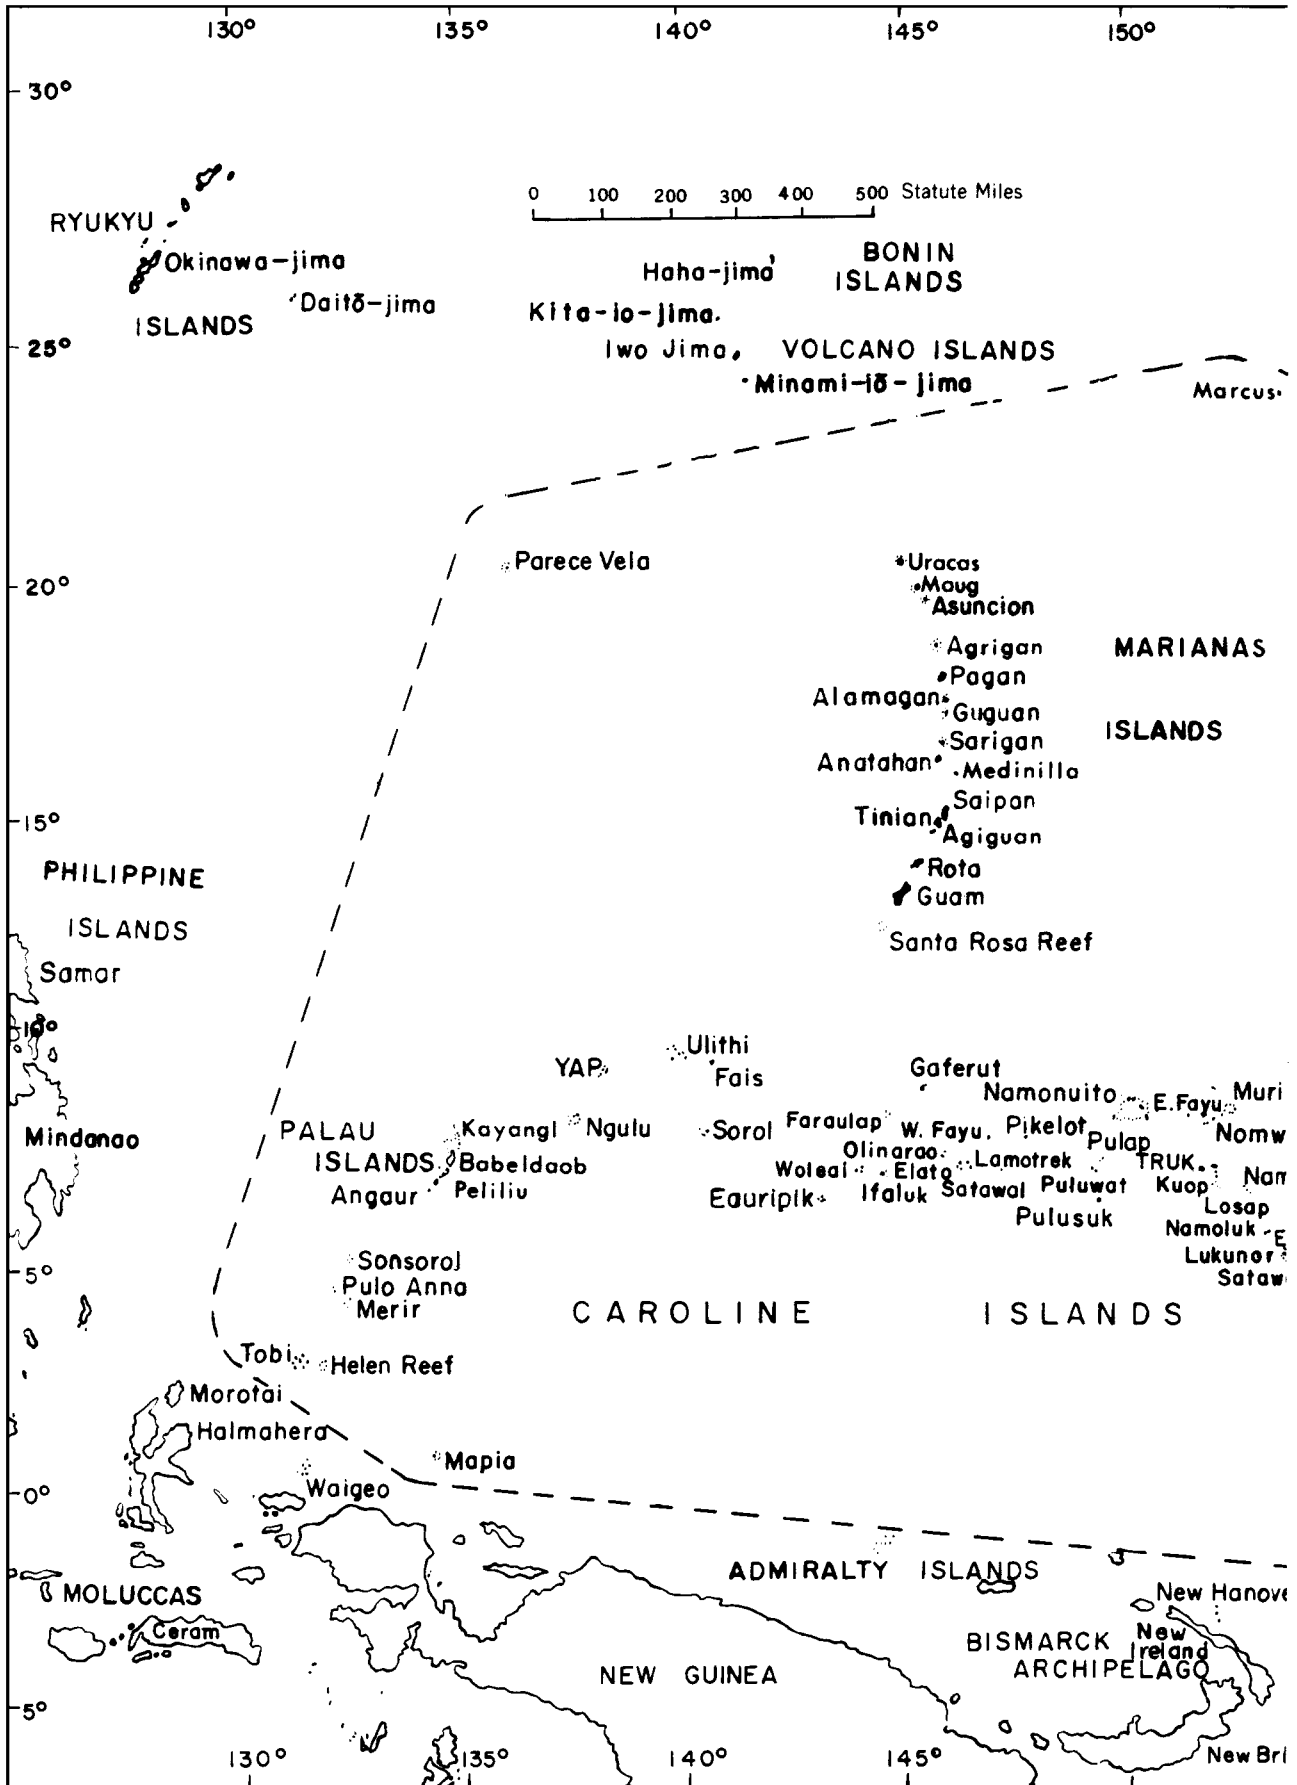 130° 135° 140° 145° 150°
30°
0 100 200 300 400 500 Statute Miles
RYUKYU
Okinawa-jima
BONIN
Haha-jima
ISLANDS
Daitō-jima
Kita-io-jima
ISLANDS
25°
Iwo Jima
VOLCANO ISLANDS
Minami-iō-jima
Marcus
Parece Vela
Uracas
20°
Maug
Asuncion
Agrigan
MARIANAS
Pagan
Alamagan
Guguan
ISLANDS
Sarigan
Anatahan
Medinilla
Saipan
15°
Tinian
Agiguan
PHILIPPINE
Rota
Guam
ISLANDS
Santa Rosa Reef
Samar
10°
Ulithi
YAP
Fais
Gaferut
Namonuito
E. Fayu
Muri
PALAU
Kayangl
Ngulu
Sorol
Faraulap
W. Fayu
Pikelot
Nomw
Mindanao
Pulap
Olinarao
ISLANDS
Babeldaob
Woleai
Elato
Lamotrek
TRUK
Angaur
Peliliu
Eauripik
Ifaluk
Satawal
Puluwat
Kuop
Nam
Pulusuk
Losap
Namoluk
E
Sonsorol
Lukunor
5°
Pulo Anna
Sataw
Merir
CAROLINE ISLANDS
Tobi
Helen Reef
Morotai
Halmahera
Mapia
0°
Waigeo
ADMIRALTY ISLANDS
MOLUCCAS
New Hanove
Ceram
BISMARCK
New
Ireland
ARCHIPELAGO
NEW GUINEA
5°
130° 135° 140° 145°
New Bri